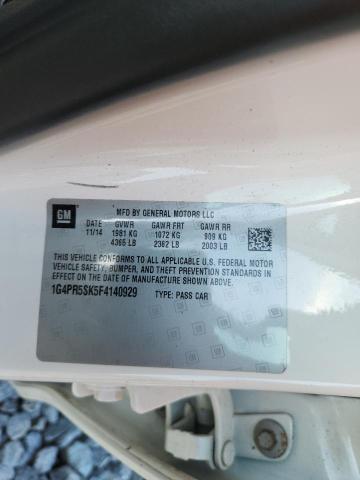 GM
MFD BY GENERAL MOTORS LLC
DATE GVWR GAWR FRT GAWR RR
11/14 1981 KG 1072 KG 909 KG
4365 LB 2362 LB 2003 LB
THIS VEHICLE CONFORMS TO ALL APPLICABLE U.S. FEDERAL MOTOR
VEHICLE SAFETY, BUMPER, AND THEFT PREVENTION STANDARDS
IN EFFECT ON THE DATE OF MANUFACTURE SHOWN ABOVE.
1G4PR5SK5F4140929
TYPE: PASS CAR